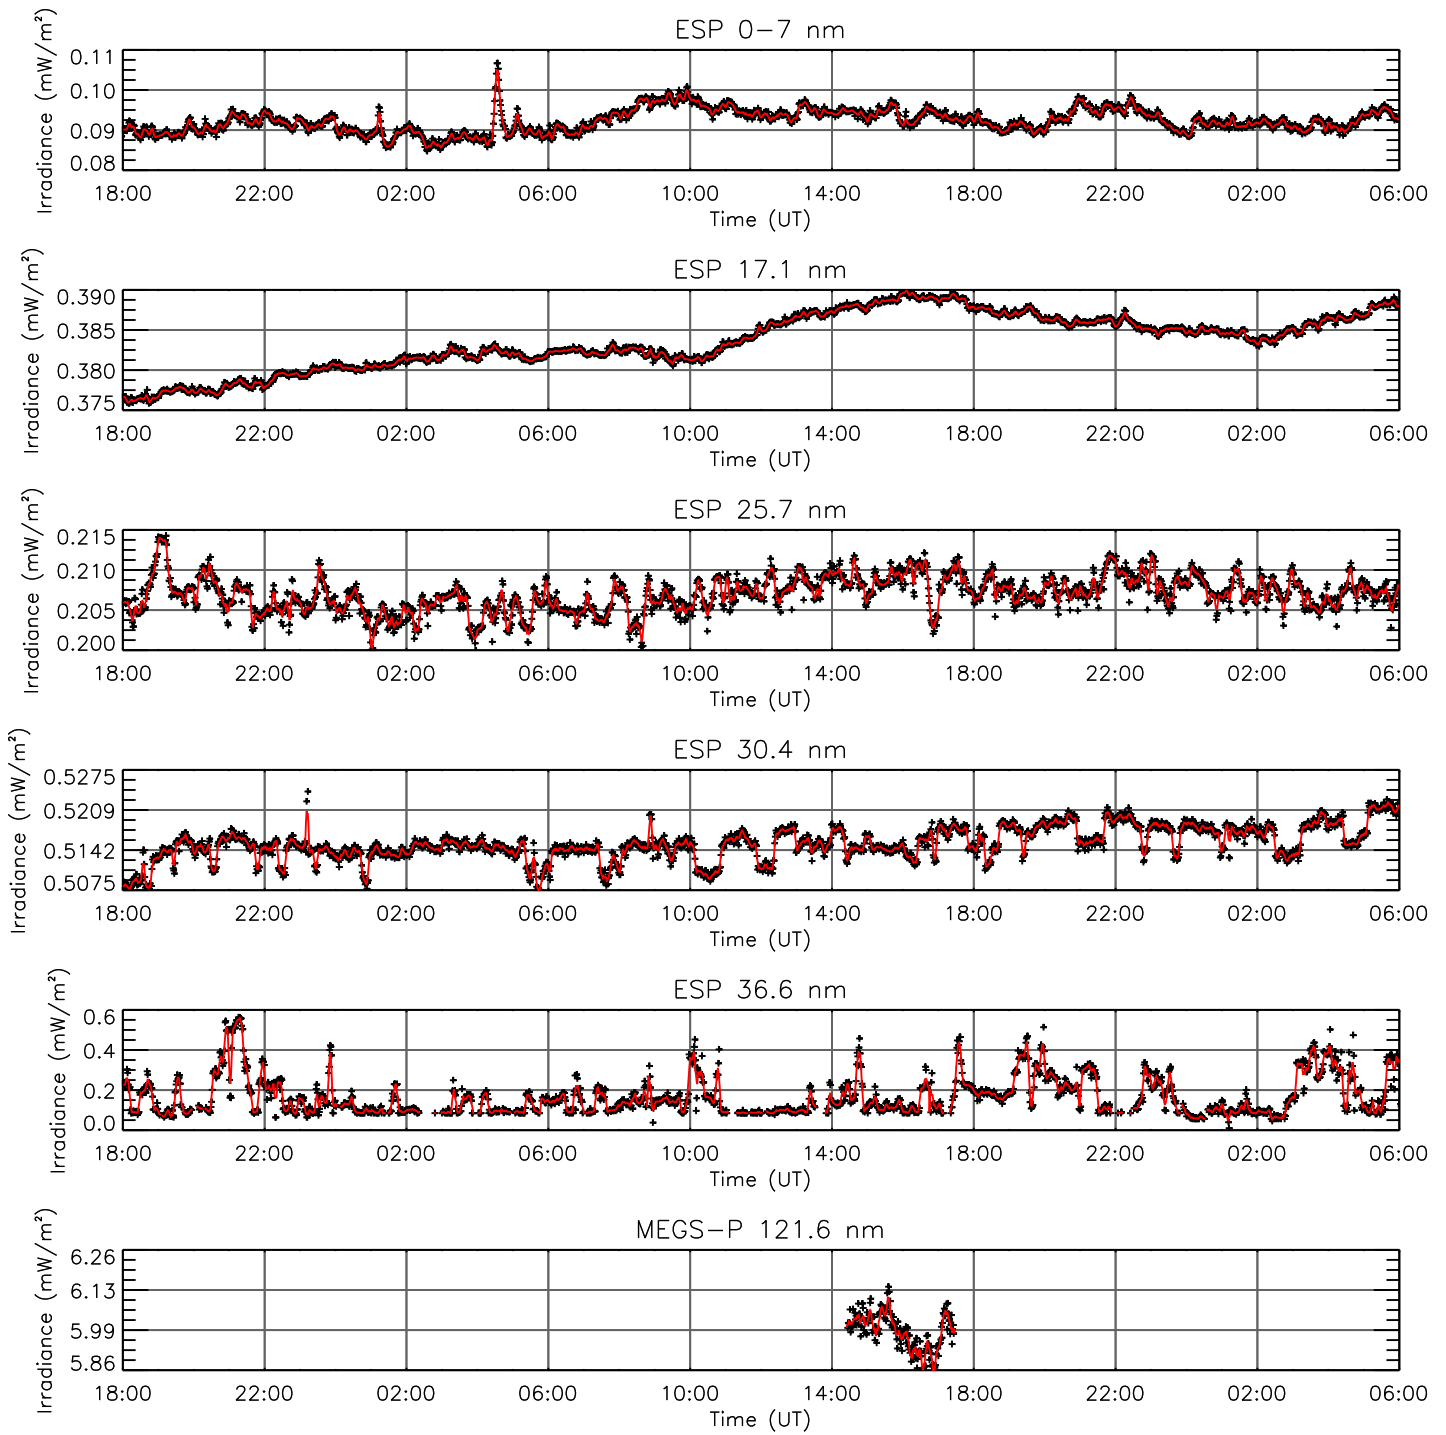 ESP 0-7 nm
Irradiance (mW/m²)
0.11
0.10
0.09
0.08
18:00 22:00 02:00 06:00 10:00 14:00 18:00 22:00 02:00 06:00
Time (UT)
ESP 17.1 nm
Irradiance (mW/m²)
0.390
0.385
0.380
0.375
18:00 22:00 02:00 06:00 10:00 14:00 18:00 22:00 02:00 06:00
Time (UT)
ESP 25.7 nm
Irradiance (mW/m²)
0.215
0.210
0.205
0.200
18:00 22:00 02:00 06:00 10:00 14:00 18:00 22:00 02:00 06:00
Time (UT)
ESP 30.4 nm
Irradiance (mW/m²)
0.5275
0.5209
0.5142
0.5075
18:00 22:00 02:00 06:00 10:00 14:00 18:00 22:00 02:00 06:00
Time (UT)
ESP 36.6 nm
Irradiance (mW/m²)
0.6
0.4
0.2
0.0
18:00 22:00 02:00 06:00 10:00 14:00 18:00 22:00 02:00 06:00
Time (UT)
MEGS-P 121.6 nm
Irradiance (mW/m²)
6.26
6.13
5.99
5.86
18:00 22:00 02:00 06:00 10:00 14:00 18:00 22:00 02:00 06:00
Time (UT)